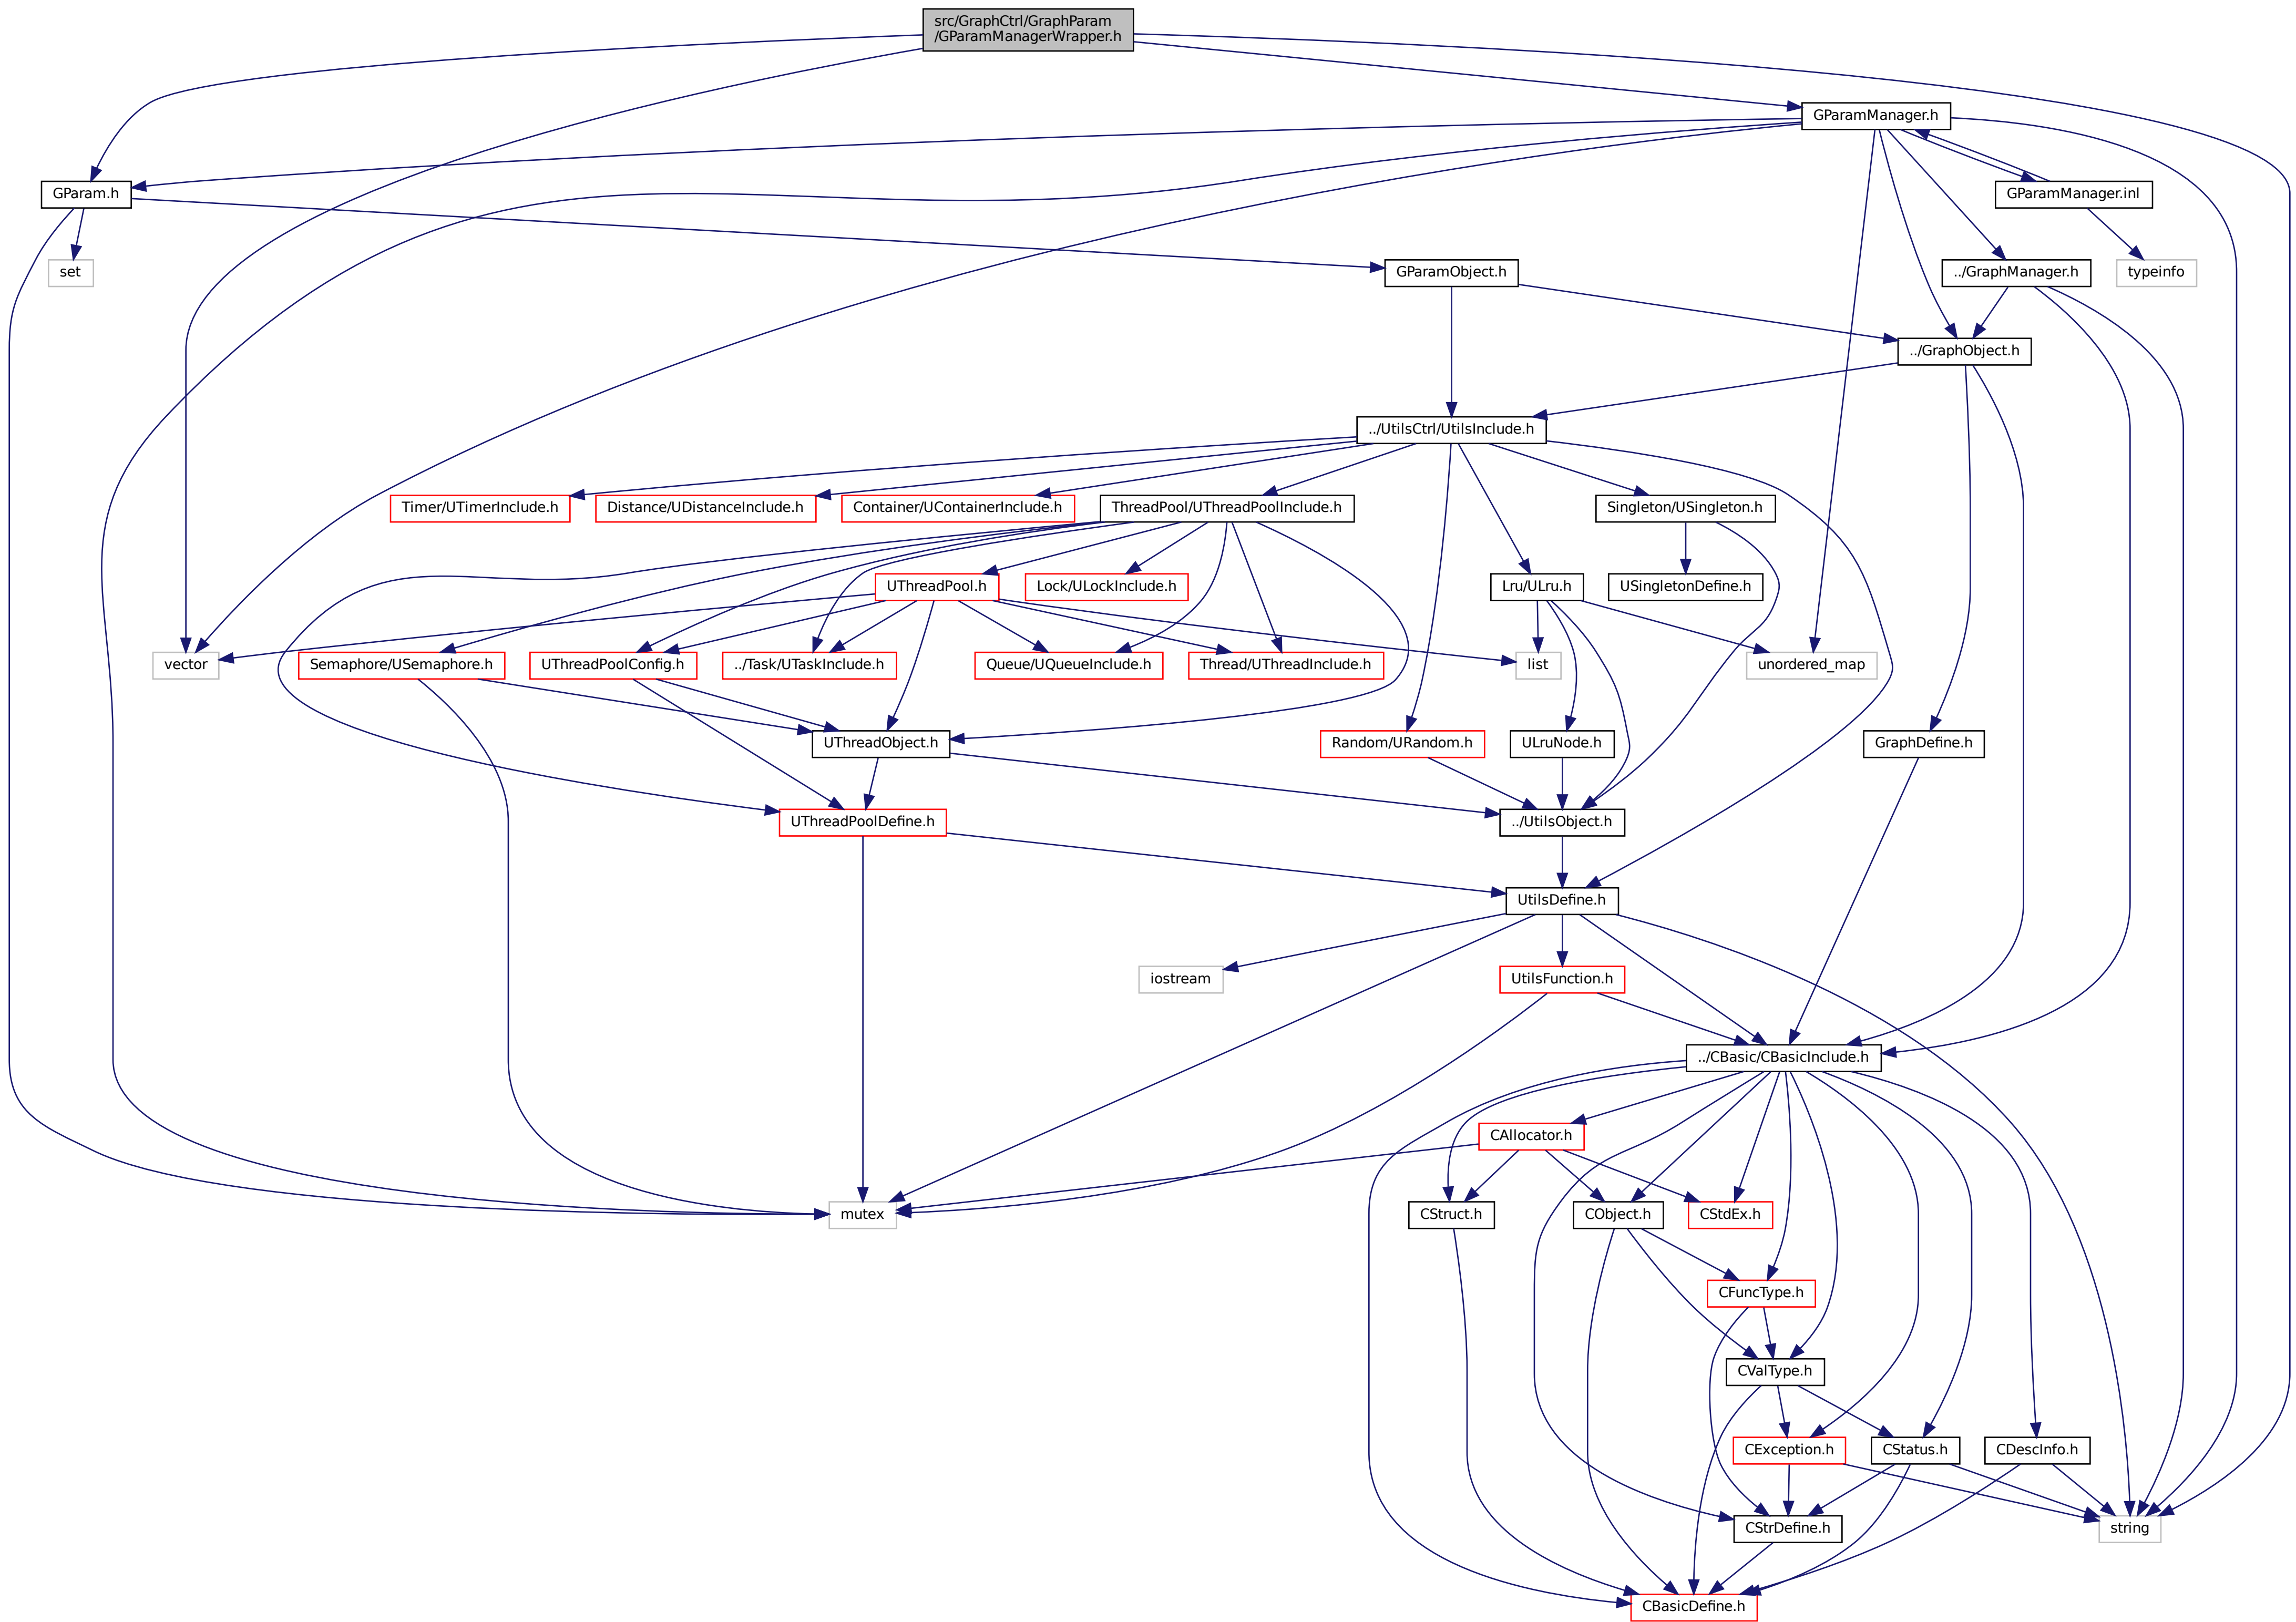 src/GraphCtrl/GraphParam
/GParamManagerWrapper.h
GParamManager.h
GParam.h
GParamManager.inl
set
GParamObject.h
../GraphManager.h
typeinfo
../GraphObject.h
../UtilsCtrl/UtilsInclude.h
Timer/UTimerInclude.h
Distance/UDistanceInclude.h
Container/UContainerInclude.h
ThreadPool/UThreadPoolInclude.h
Singleton/USingleton.h
UThreadPool.h
Lock/ULockInclude.h
Lru/ULru.h
USingletonDefine.h
vector
Semaphore/USemaphore.h
UThreadPoolConfig.h
../Task/UTaskInclude.h
Queue/UQueueInclude.h
Thread/UThreadInclude.h
list
unordered_map
UThreadObject.h
Random/URandom.h
ULruNode.h
GraphDefine.h
UThreadPoolDefine.h
../UtilsObject.h
UtilsDefine.h
iostream
UtilsFunction.h
../CBasic/CBasicInclude.h
CAllocator.h
mutex
CStruct.h
CObject.h
CStdEx.h
CFuncType.h
CValType.h
CException.h
CStatus.h
CDescInfo.h
CStrDefine.h
string
CBasicDefine.h